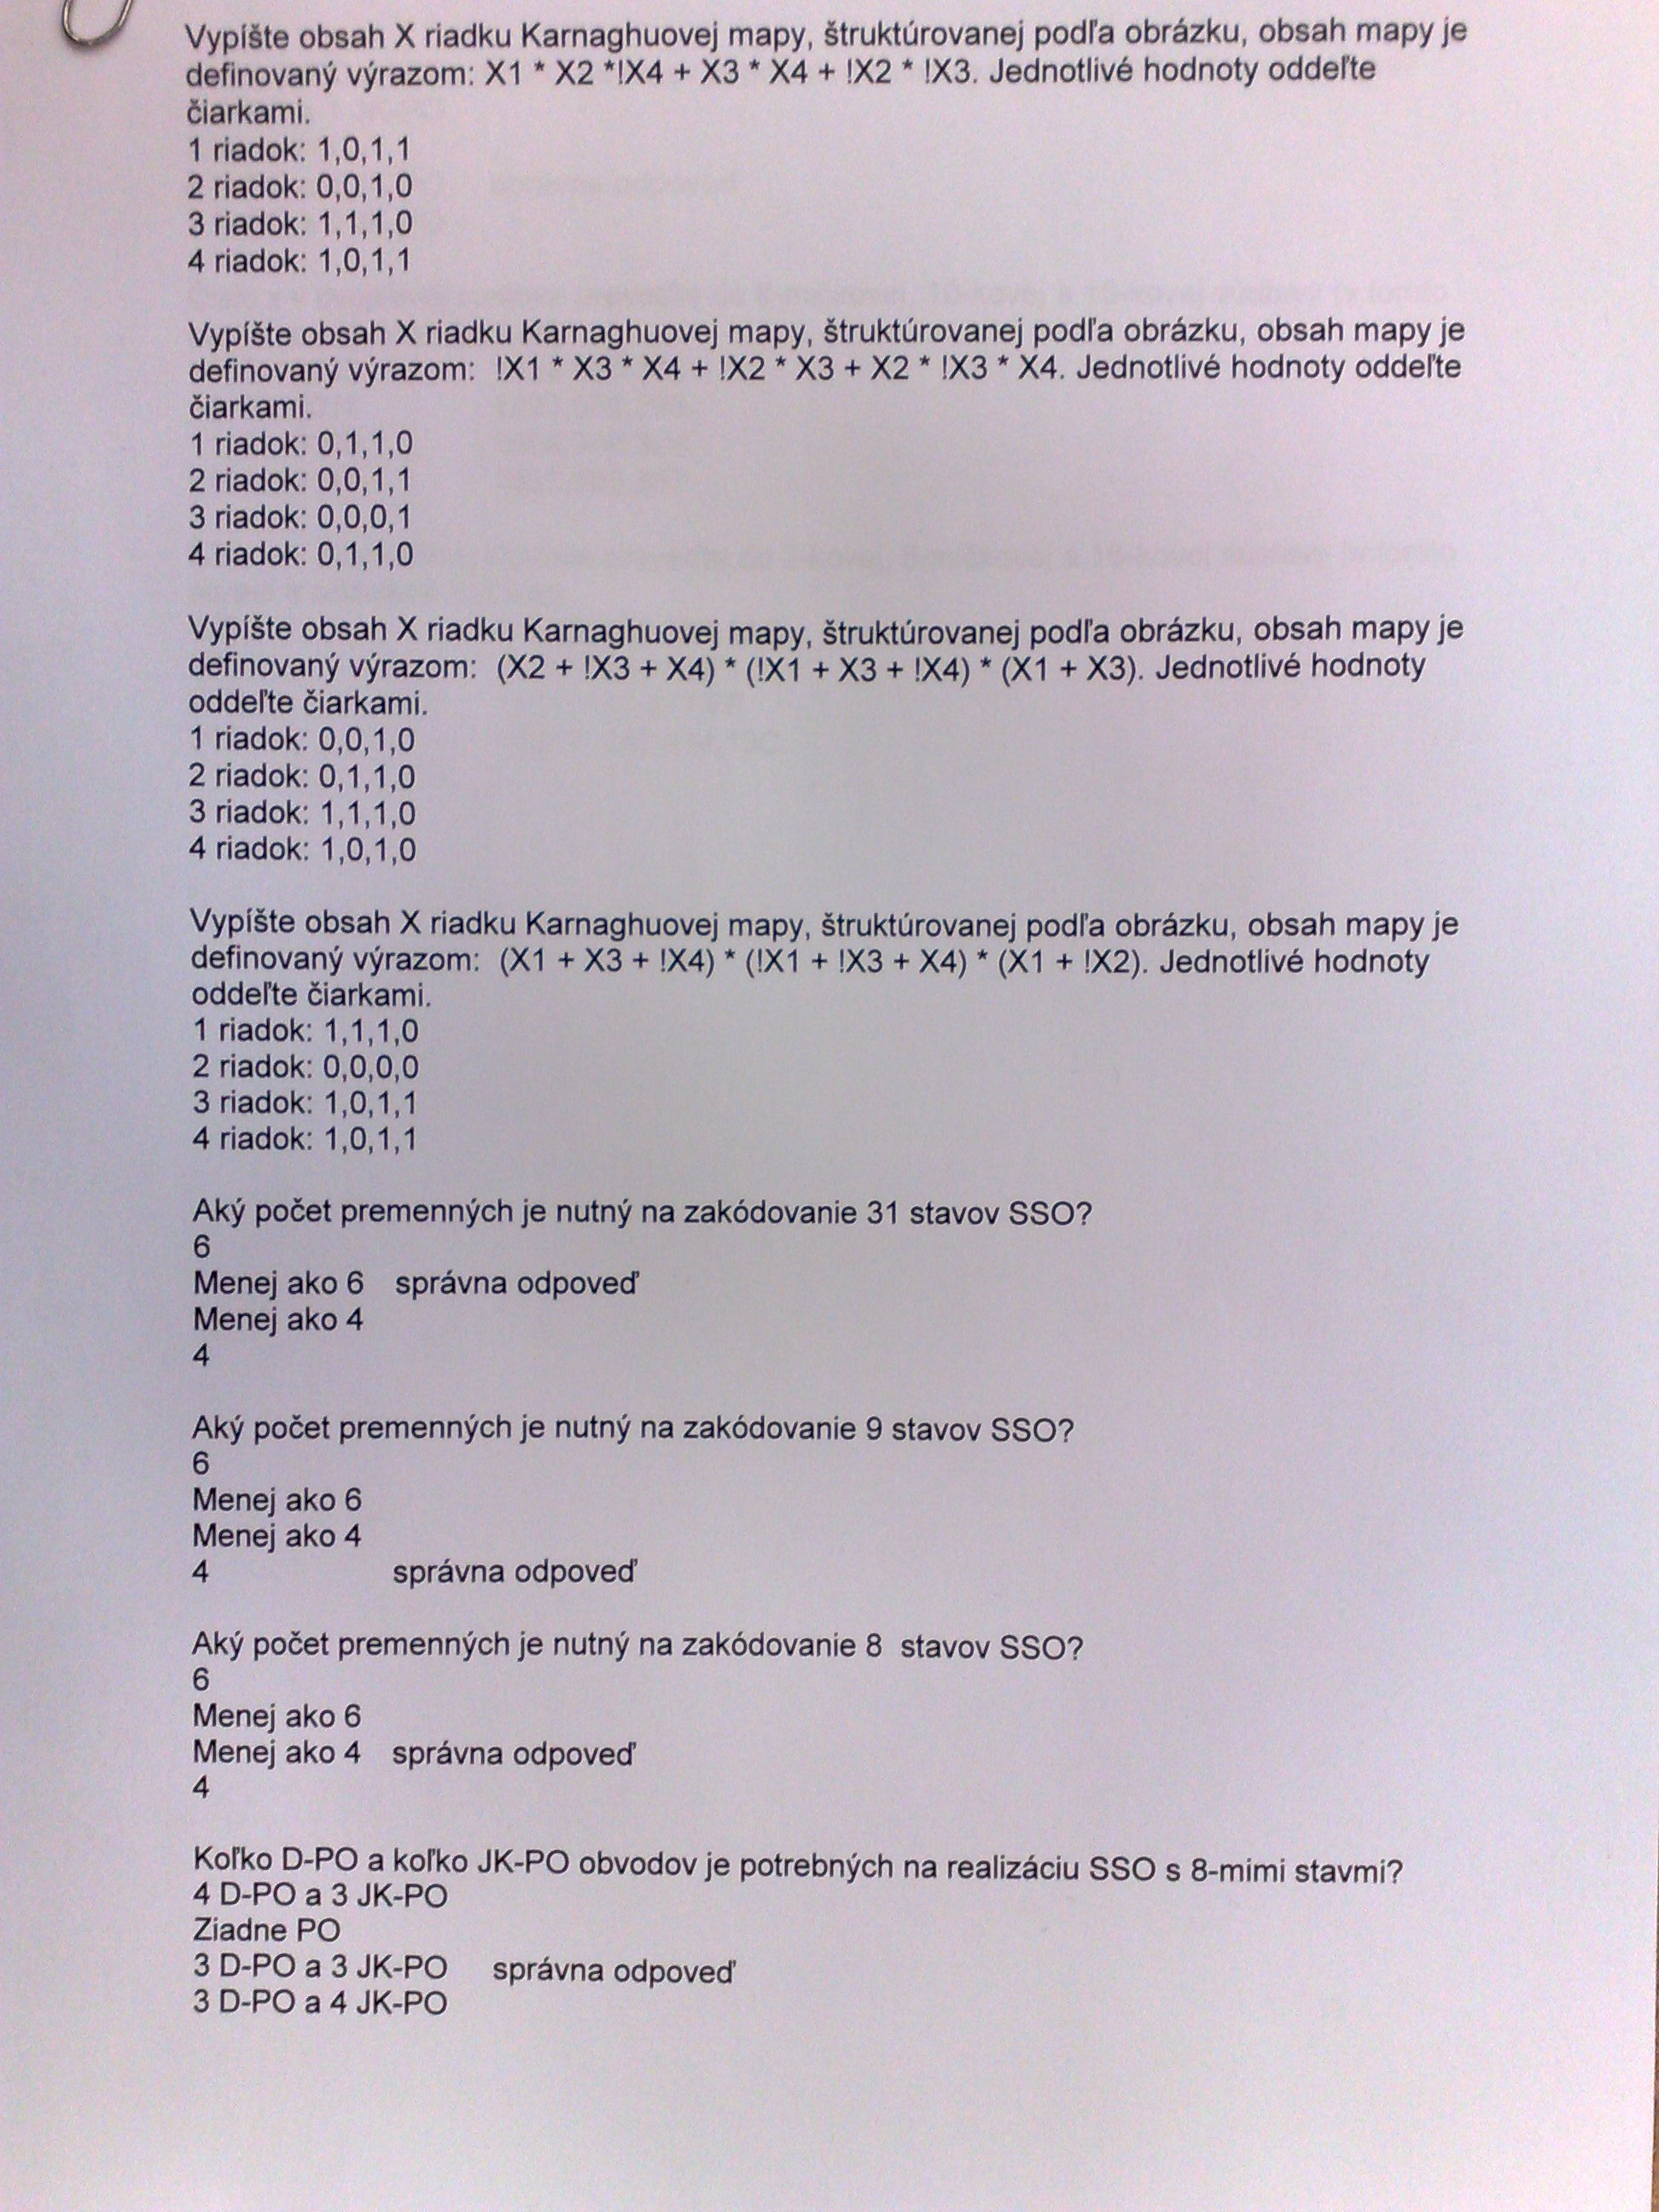 Vypíšte obsah X riadku Karnaghuovej mapy, štruktúrovanej podľa obrázku, obsah mapy je
definovaný výrazom: X1 * X2 *!X4 + X3 * X4 + !X2 * !X3. Jednotlivé hodnoty oddeľte
čiarkami.
1 riadok: 1,0,1,1
2 riadok: 0,0,1,0
3 riadok: 1,1,1,0
4 riadok: 1,0,1,1
Vypíšte obsah X riadku Karnaghuovej mapy, štruktúrovanej podľa obrázku, obsah mapy je
definovaný výrazom: !X1 * X3 * X4 + !X2 * X3 + X2 * !X3 * X4. Jednotlivé hodnoty oddeľte
čiarkami.
1 riadok: 0,1,1,0
2 riadok: 0,0,1,1
3 riadok: 0,0,0,1
4 riadok: 0,1,1,0
Vypíšte obsah X riadku Karnaghuovej mapy, štruktúrovanej podľa obrázku, obsah mapy je
definovaný výrazom: (X2 + !X3 + X4) * (!X1 + X3 + !X4) * (X1 + X3). Jednotlivé hodnoty
oddeľte čiarkami.
1 riadok: 0,0,1,0
2 riadok: 0,1,1,0
3 riadok: 1,1,1,0
4 riadok: 1,0,1,0
Vypíšte obsah X riadku Karnaghuovej mapy, štruktúrovanej podľa obrázku, obsah mapy je
definovaný výrazom: (X1 + X3 + !X4) * (!X1 + !X3 + X4) * (X1 + !X2). Jednotlivé hodnoty
oddeľte čiarkami.
1 riadok: 1,1,1,0
2 riadok: 0,0,0,0
3 riadok: 1,0,1,1
4 riadok: 1,0,1,1
Aký počet premenných je nutný na zakódovanie 31 stavov SSO?
6
Menej ako 6 správna odpoveď
Menej ako 4
4
Aký počet premenných je nutný na zakódovanie 9 stavov SSO?
6
Menej ako 6
Menej ako 4
4 správna odpoveď
Aký počet premenných je nutný na zakódovanie 8 stavov SSO?
6
Menej ako 6
Menej ako 4 správna odpoveď
4
Koľko D-PO a koľko JK-PO obvodov je potrebných na realizáciu SSO s 8-mimi stavmi?
4 D-PO a 3 JK-PO
Ziadne PO
3 D-PO a 3 JK-PO správna odpoveď
3 D-PO a 4 JK-PO